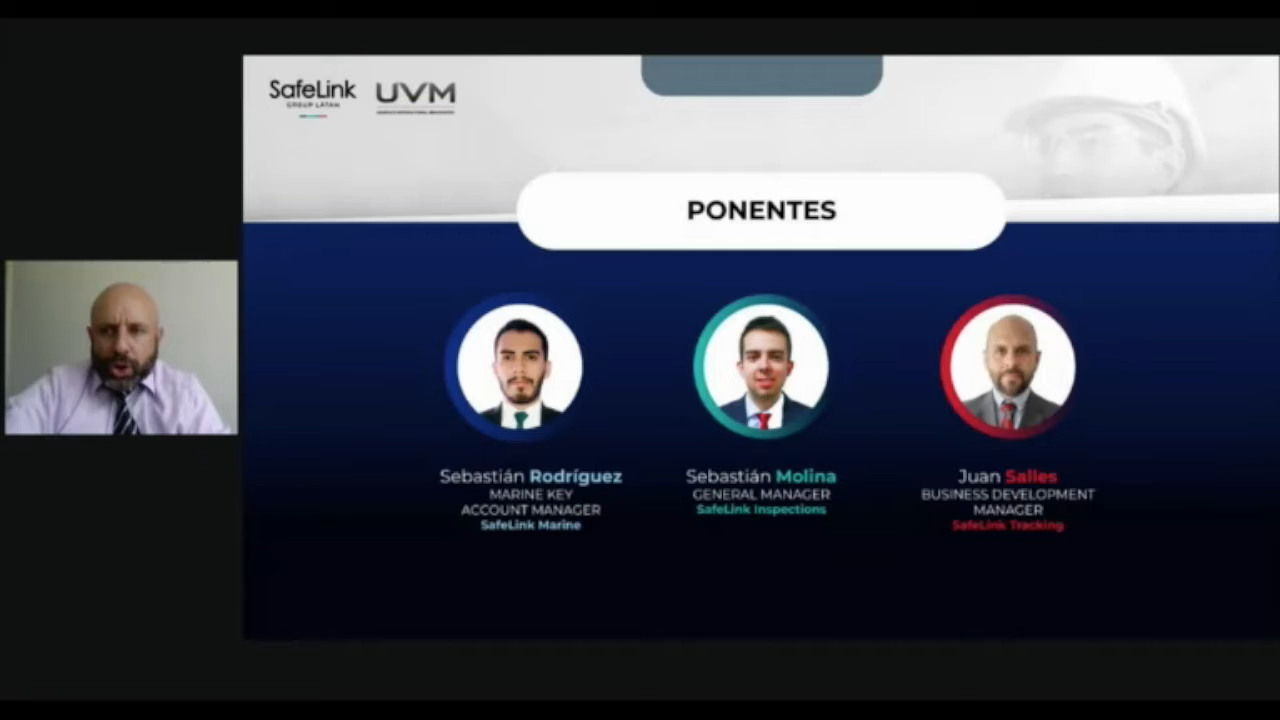 SafeLink
GROUP LATAM
UVM
PONENTES
Sebastián Rodríguez
MARINE KEY
ACCOUNT MANAGER
SafeLink Marine
Sebastián Molina
GENERAL MANAGER
SafeLink Inspections
Juan Salles
BUSINESS DEVELOPMENT
MANAGER
SafeLink Tracking